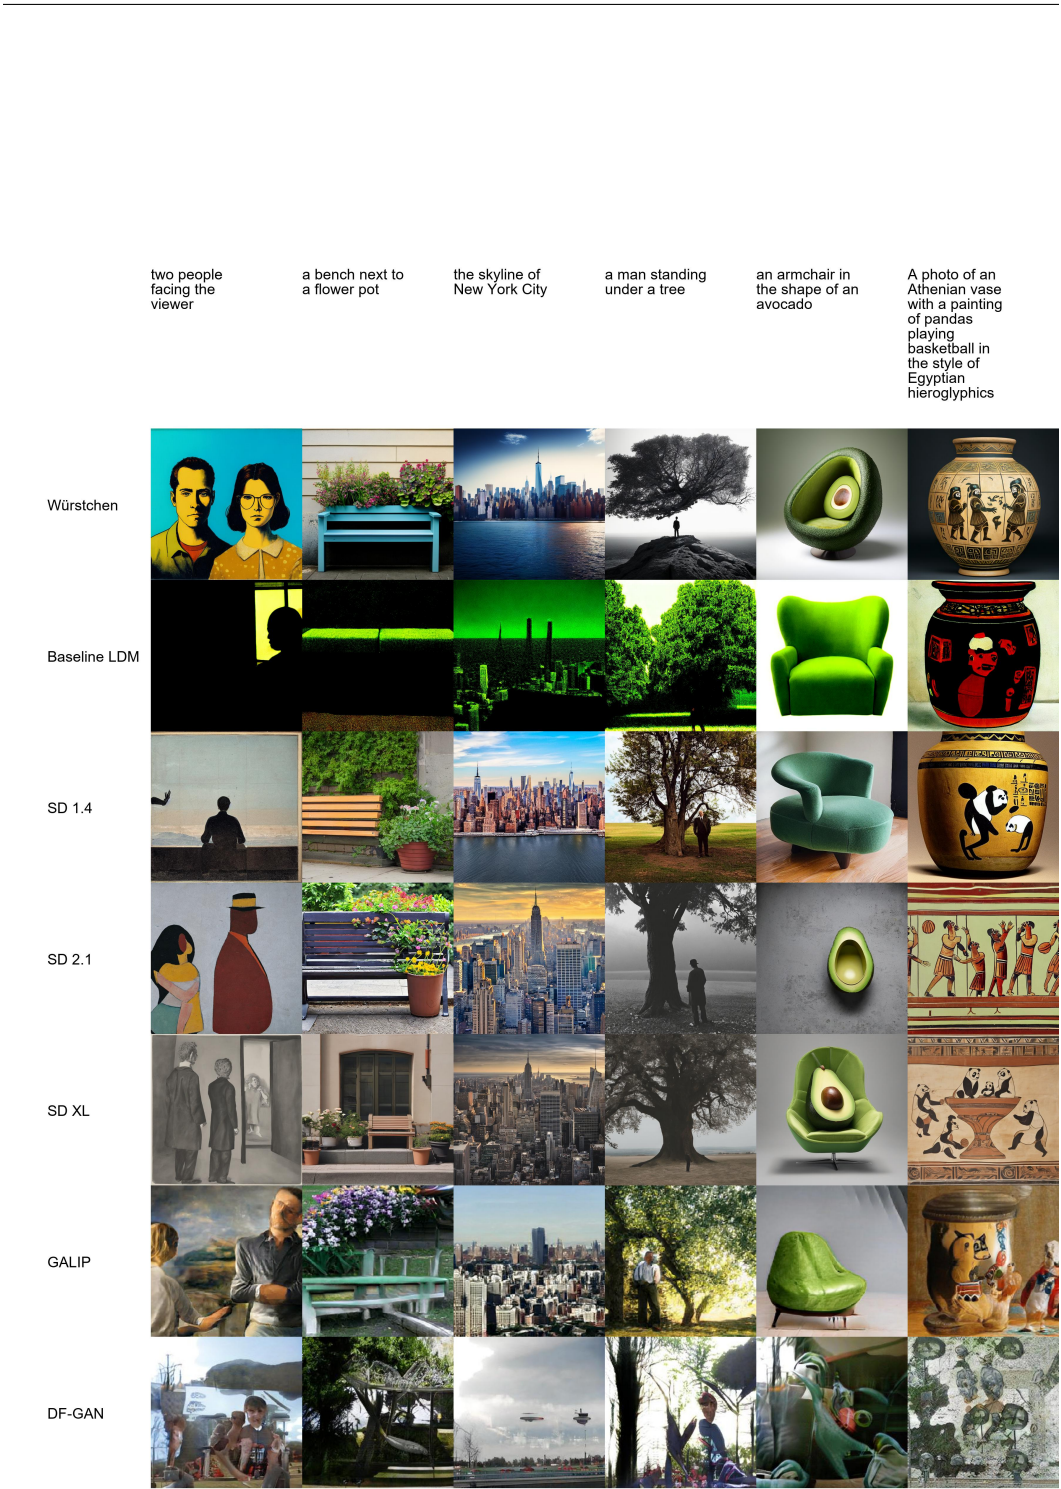 two people
facing the
viewer
a bench next to
a flower pot
the skyline of
New York City
a man standing
under a tree
an armchair in
the shape of an
avocado
A photo of an
Athenian vase
with a painting
of pandas
playing
basketball in
the style of
Egyptian
hieroglyphics
Würstchen
Baseline LDM
SD 1.4
SD 2.1
SD XL
GALIP
DF-GAN